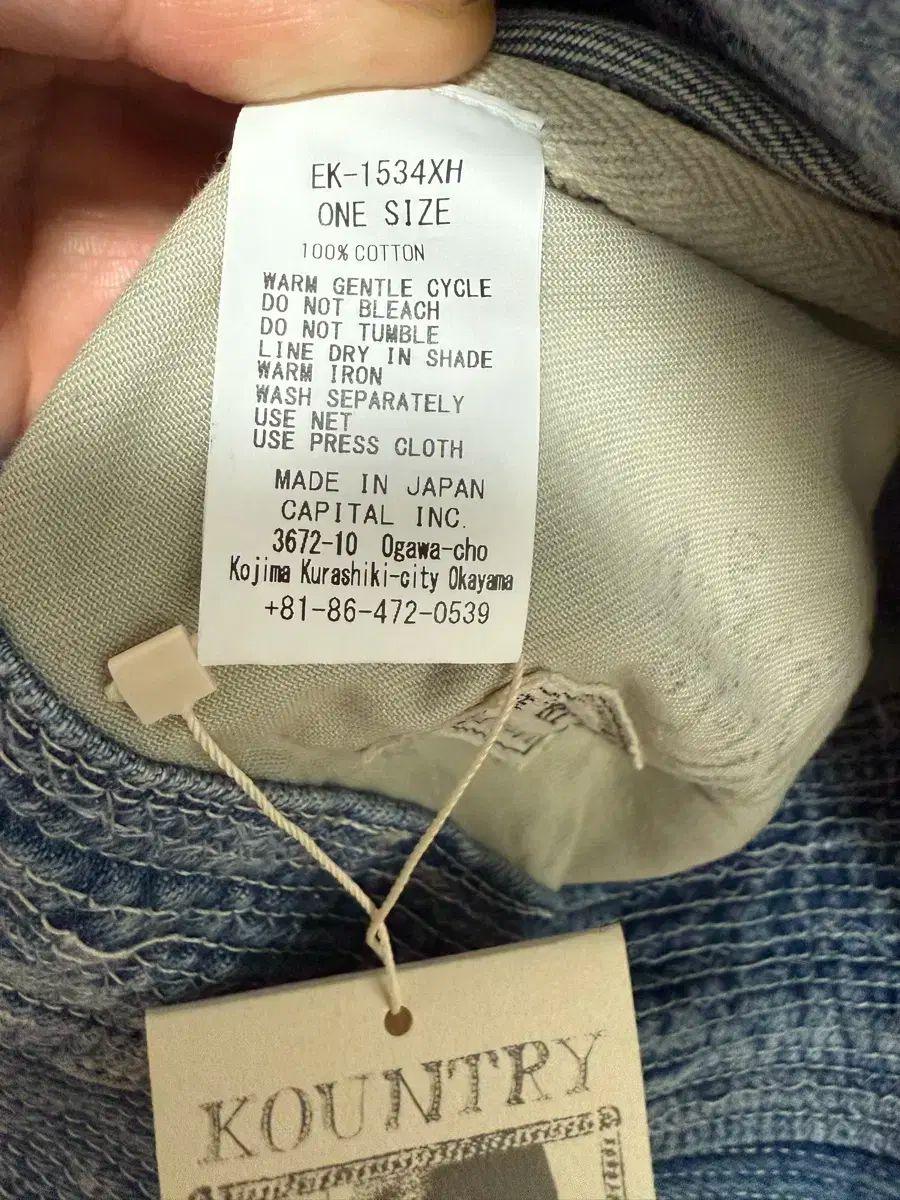 EK-1534XH
ONE SIZE
100% COTTON
WARM GENTLE CYCLE
DO NOT BLEACH
DO NOT TUMBLE
LINE DRY IN SHADE
WARM IRON
WASH SEPARATELY
USE NET
USE PRESS CLOTH
MADE IN JAPAN
CAPITAL INC.
3672-10 Ogawa-cho
Kojima Kurashiki-city Okayama
+81-86-472-0539
KOUNTRY